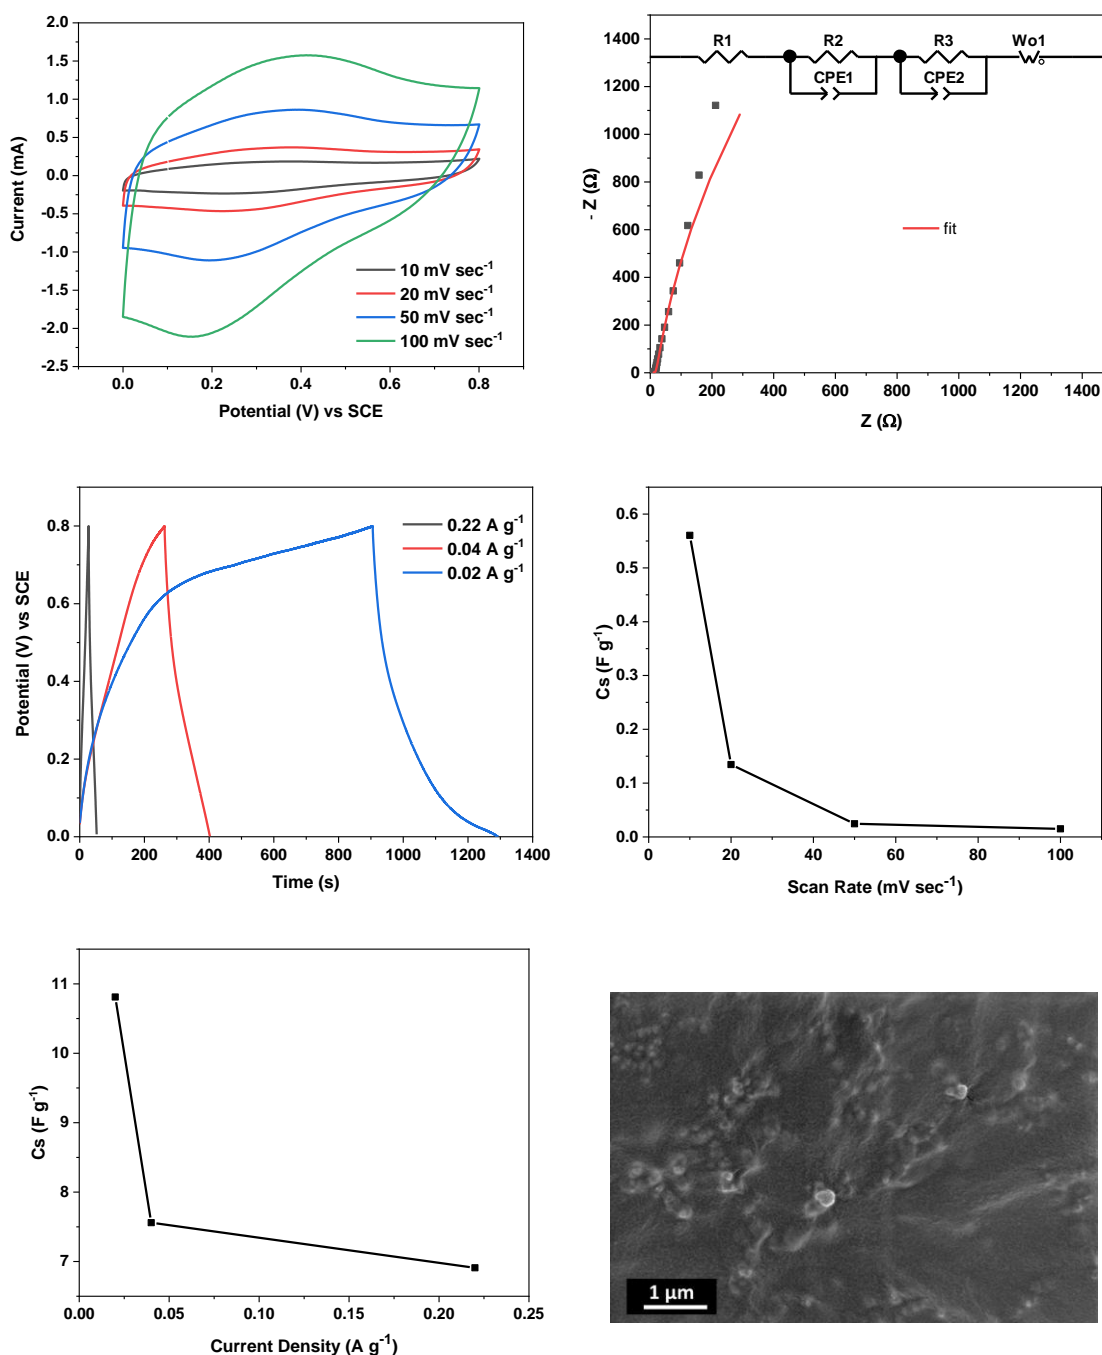 2.0
1.5
1.0
0.5
0.0
-0.5
-1.0
-1.5
-2.0
-2.5
Current (mA)
10 mV sec⁻¹
20 mV sec⁻¹
50 mV sec⁻¹
100 mV sec⁻¹
0.0 0.2 0.4 0.6 0.8
Potential (V) vs SCE
1400
1200
1000
800
600
400
200
0
- Z (Ω)
R1 R2 R3 Wo1
CPE1 CPE2
fit
0 200 400 600 800 1000 1200 1400
Z (Ω)
0.8
0.6
0.4
0.2
0.0
Potential (V) vs SCE
0.22 A g⁻¹
0.04 A g⁻¹
0.02 A g⁻¹
0 200 400 600 800 1000 1200 1400
Time (s)
0.6
0.5
0.4
0.3
0.2
0.1
0.0
Cs (F g⁻¹)
0 20 40 60 80 100
Scan Rate (mV sec⁻¹)
11
10
9
8
7
Cs (F g⁻¹)
0.00 0.05 0.10 0.15 0.20 0.25
Current Density (A g⁻¹)
1 µm